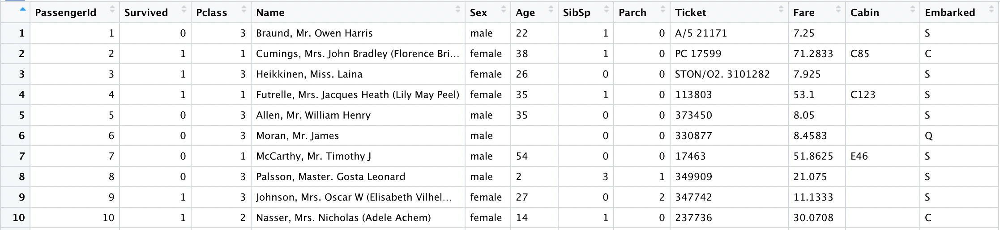 PassengerId Survived Pclass Name Sex Age SibSp Parch Ticket Fare Cabin Embarked
1 1 0 3 Braund, Mr. Owen Harris male 22 1 0 A/5 21171 7.25 S
2 2 1 1 Cumings, Mrs. John Bradley (Florence Bri... female 38 1 0 PC 17599 71.2833 C85 C
3 3 1 3 Heikkinen, Miss. Laina female 26 0 0 STON/O2. 3101282 7.925 S
4 4 1 1 Futrelle, Mrs. Jacques Heath (Lily May Peel) female 35 1 0 113803 53.1 C123 S
5 5 0 3 Allen, Mr. William Henry male 35 0 0 373450 8.05 S
6 6 0 3 Moran, Mr. James male 0 0 330877 8.4583 Q
7 7 0 1 McCarthy, Mr. Timothy J male 54 0 0 17463 51.8625 E46 S
8 8 0 3 Palsson, Master. Gosta Leonard male 2 3 1 349909 21.075 S
9 9 1 3 Johnson, Mrs. Oscar W (Elisabeth Vilhel... female 27 0 2 347742 11.1333 S
10 10 1 2 Nasser, Mrs. Nicholas (Adele Achem) female 14 1 0 237736 30.0708 C